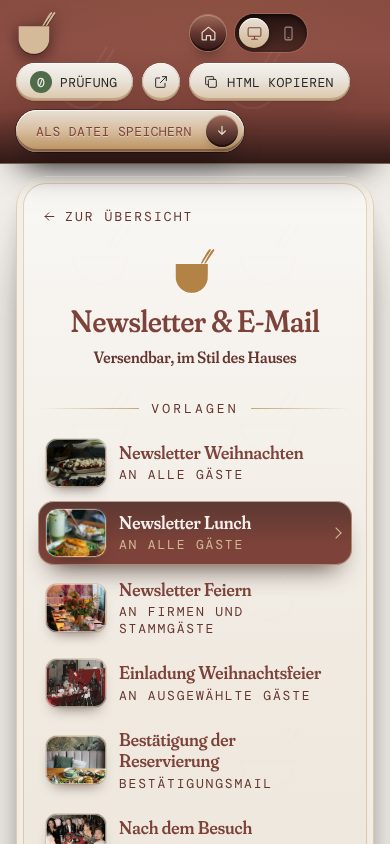 0 PRÜFUNG
HTML KOPIEREN
ALS DATEI SPEICHERN
← ZUR ÜBERSICHT
Newsletter & E-Mail
Versendbar, im Stil des Hauses
VORLAGEN
Newsletter Weihnachten
AN ALLE GÄSTE
Newsletter Lunch
AN ALLE GÄSTE
Newsletter Feiern
AN FIRMEN UND
STAMMGÄSTE
Einladung Weihnachtsfeier
AN AUSGEWÄHLTE GÄSTE
Bestätigung der
Reservierung
BESTÄTIGUNGSMAIL
Nach dem Besuch